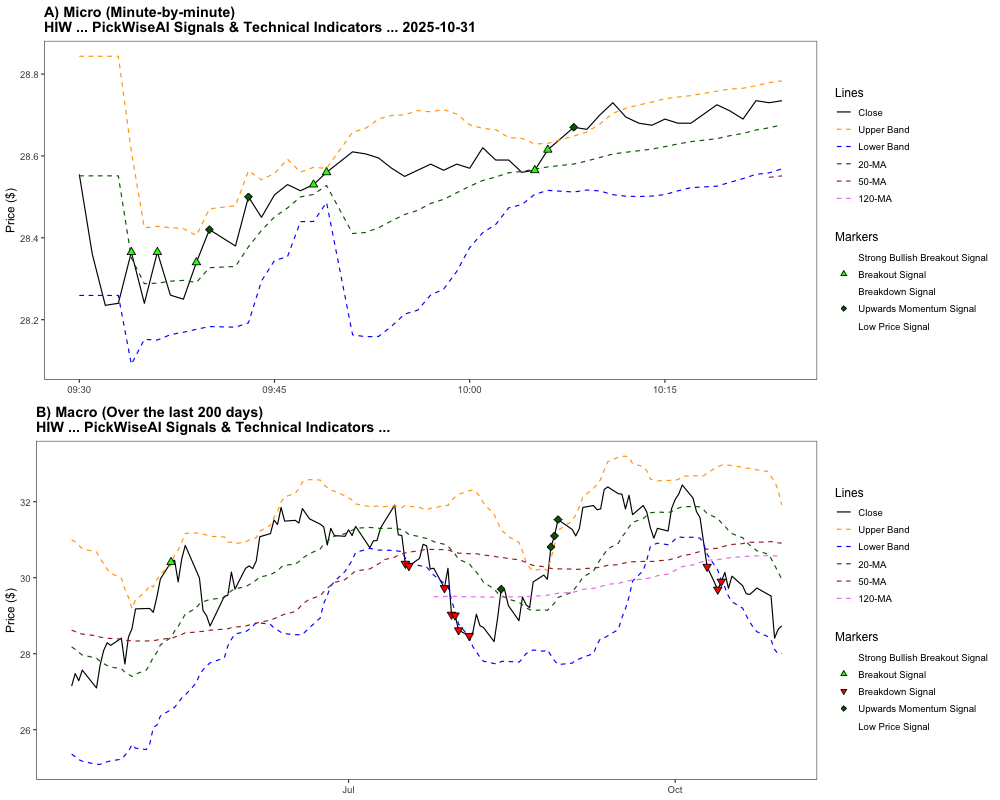 A) Micro (Minute-by-minute)
HIW ... PickWiseAI Signals & Technical Indicators ... 2025-10-31
Price ($)
28.8
28.6
28.4
28.2
09:30
09:45
10:00
10:15
Lines
Close
Upper Band
Lower Band
20-MA
50-MA
120-MA
Markers
Strong Bullish Breakout Signal
Breakout Signal
Breakdown Signal
Upwards Momentum Signal
Low Price Signal
B) Macro (Over the last 200 days)
HIW ... PickWiseAI Signals & Technical Indicators ...
Price ($)
32
30
28
26
Jul
Oct
Lines
Close
Upper Band
Lower Band
20-MA
50-MA
120-MA
Markers
Strong Bullish Breakout Signal
Breakout Signal
Breakdown Signal
Upwards Momentum Signal
Low Price Signal